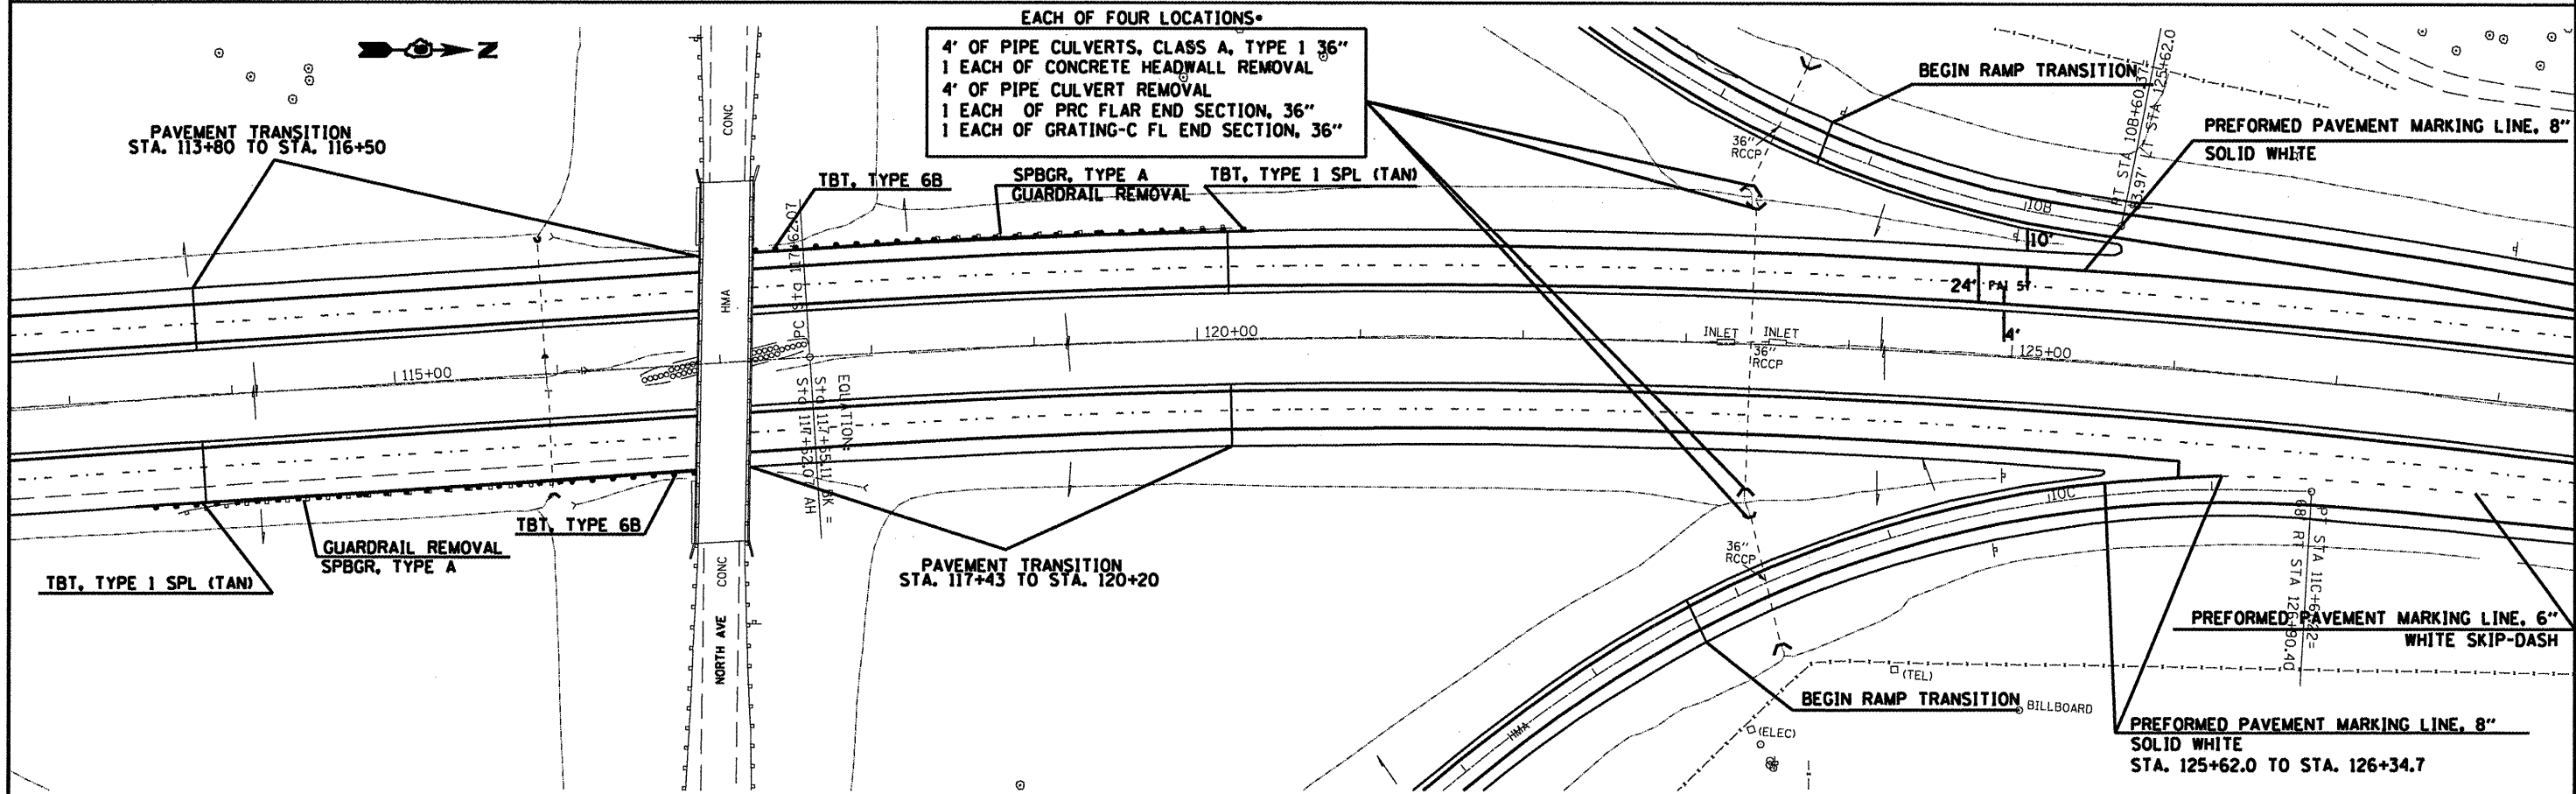 EACH OF FOUR LOCATIONS•
4' OF PIPE CULVERTS, CLASS A, TYPE 1 36"
1 EACH OF CONCRETE HEADWALL REMOVAL
4' OF PIPE CULVERT REMOVAL
1 EACH OF PRC FLAR END SECTION, 36"
1 EACH OF GRATING-C FL END SECTION, 36"
N
PAVEMENT TRANSITION
STA. 113+80 TO STA. 116+50
CONC
TBT, TYPE 6B
SPBGR, TYPE A
GUARDRAIL REMOVAL
TBT, TYPE 1 SPL (TAN)
BEGIN RAMP TRANSITION
PREFORMED PAVEMENT MARKING LINE, 8"
SOLID WHITE
36"
RCCP
10B
10'
24'
4'
HMA
120+00
INLET
INLET
36"
RCCP
125+00
115+00
EQUATION:
TBT, TYPE 6B
GUARDRAIL REMOVAL
SPBGR, TYPE A
TBT, TYPE 1 SPL (TAN)
PAVEMENT TRANSITION
STA. 117+43 TO STA. 120+20
CONC
NORTH AVE
36"
RCCP
10C
PREFORMED PAVEMENT MARKING LINE, 6"
WHITE SKIP-DASH
68' RT STA 126+90.40
(TEL)
BEGIN RAMP TRANSITION
BILLBOARD
(ELEC)
HMA
PREFORMED PAVEMENT MARKING LINE, 8"
SOLID WHITE
STA. 125+62.0 TO STA. 126+34.7